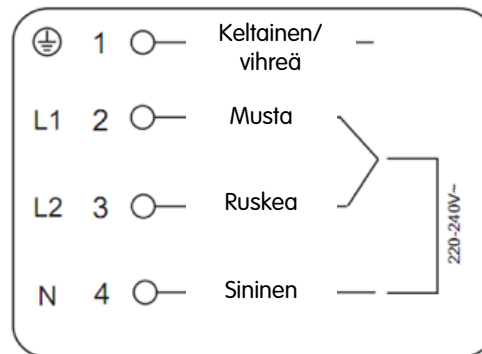 1 Keltainen/
vihreä
L1 2 Musta
L2 3 Ruskea
220-240V~
N 4 Sininen